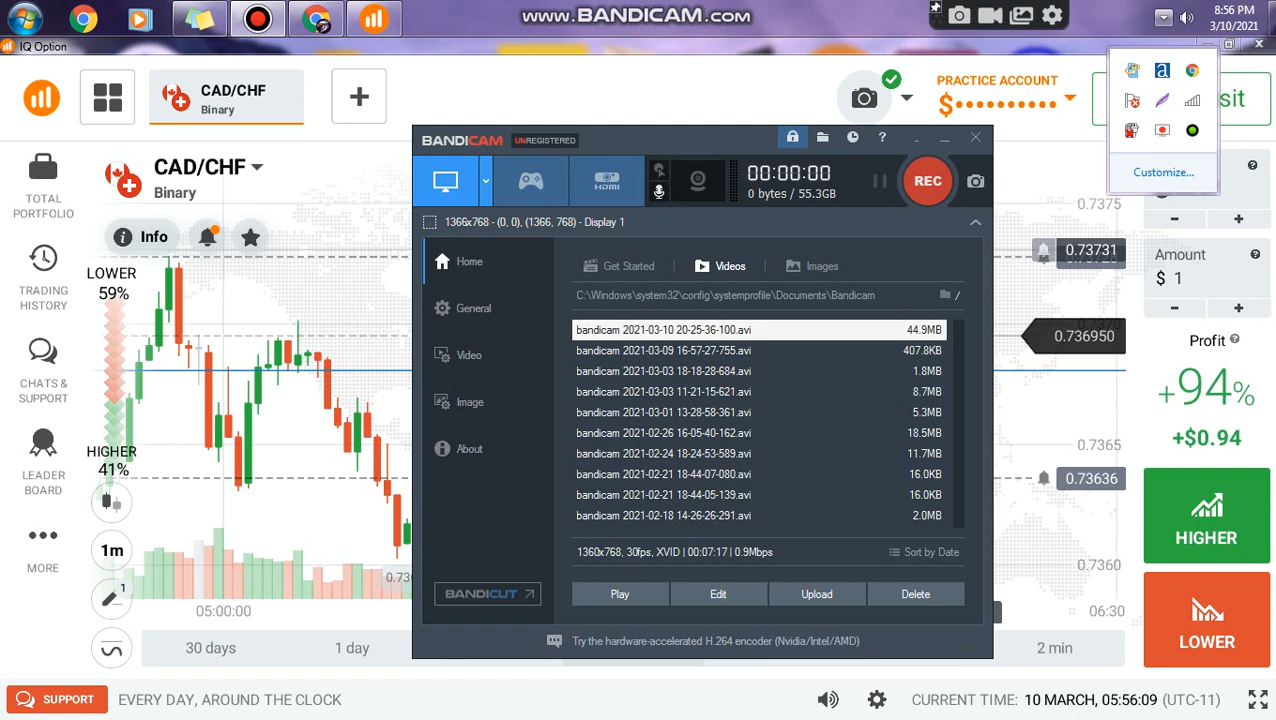 www.BANDICAM.com
8:56 PM
3/10/2021
IQ Option
CAD/CHF
Binary
PRACTICE ACCOUNT
$
sit
Customize...
TOTAL
PORTFOLIO
TRADING
HISTORY
CHATS &
SUPPORT
LEADER
BOARD
MORE
CAD/CHF
Binary
Info
LOWER
59%
HIGHER
41%
1m
1
05:00:00
30 days
1 day
BANDICAM UNREGISTERED
HDMI
00:00:00
0 bytes / 55.3GB
REC
1366x768 - (0, 0), (1366, 768) - Display 1
Home
General
Video
Image
About
BANDICUT
Get Started
Videos
Images
C:\Windows\system32\config\systemprofile\Documents\Bandicam
bandicam 2021-03-10 20-25-36-100.avi 44.9MB
bandicam 2021-03-09 16-57-27-755.avi 407.8KB
bandicam 2021-03-03 18-18-28-684.avi 1.8MB
bandicam 2021-03-03 11-21-15-621.avi 8.7MB
bandicam 2021-03-01 13-28-58-361.avi 5.3MB
bandicam 2021-02-26 16-05-40-162.avi 18.5MB
bandicam 2021-02-24 18-24-53-589.avi 11.7MB
bandicam 2021-02-21 18-44-07-080.avi 16.0KB
bandicam 2021-02-21 18-44-05-139.avi 16.0KB
bandicam 2021-02-18 14-26-26-291.avi 2.0MB
1360x768, 30fps, XVID | 00:07:17 | 0.9Mbps
Sort by Date
Play
Edit
Upload
Delete
Try the hardware-accelerated H.264 encoder (Nvidia/Intel/AMD)
0.7375
0.73731
0.736950
0.7365
0.73636
0.7360
06:30
2 min
Amount
$ 1
Profit
+94%
+$0.94
HIGHER
LOWER
SUPPORT
EVERY DAY, AROUND THE CLOCK
CURRENT TIME: 10 MARCH, 05:56:09 (UTC-11)